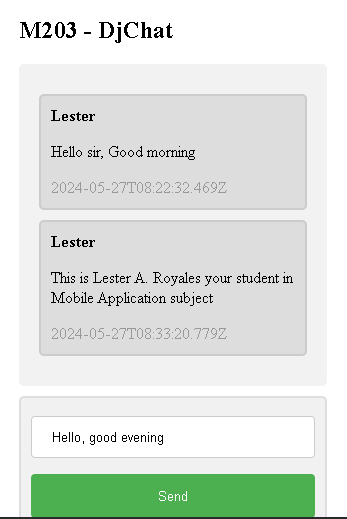 M203 - DjChat
Lester
Hello sir, Good morning
2024-05-27T08:22:32.469Z
Lester
This is Lester A. Royales your student in
Mobile Application subject
2024-05-27T08:33:20.779Z
Hello, good evening
Send